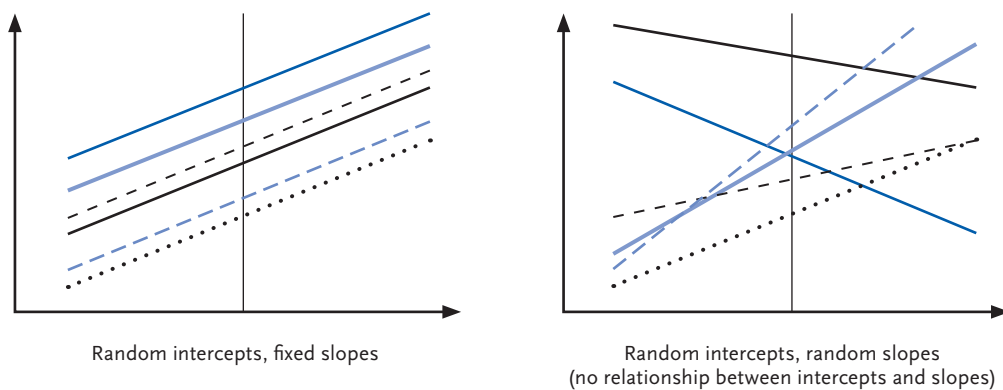 Random intercepts, fixed slopes
Random intercepts, random slopes
(no relationship between intercepts and slopes)